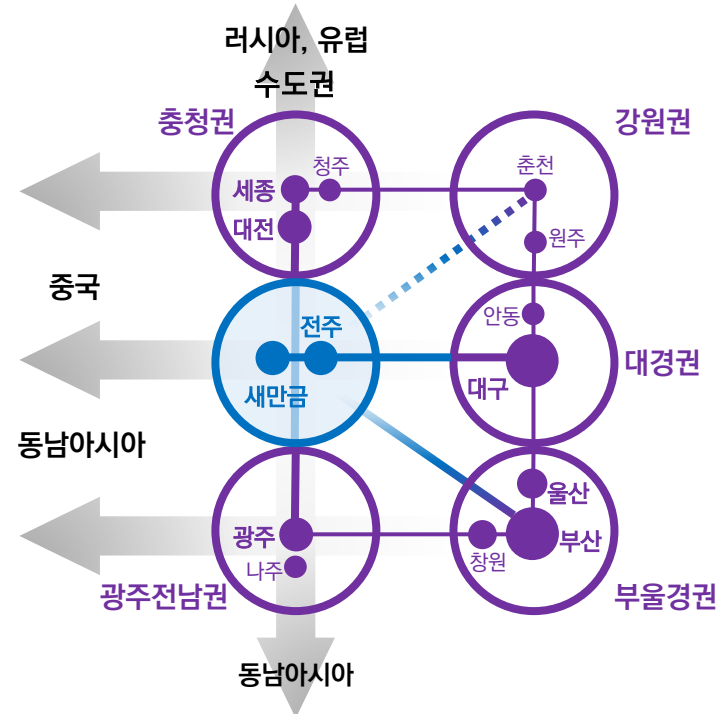 러시아, 유럽
수도권
충청권
강원권
청주
춘천
세종
대전
원주
중국
안동
전주
대경권
새만금
대구
동남아시아
울산
광주
부산
창원
나주
광주전남권
부울경권
동남아시아